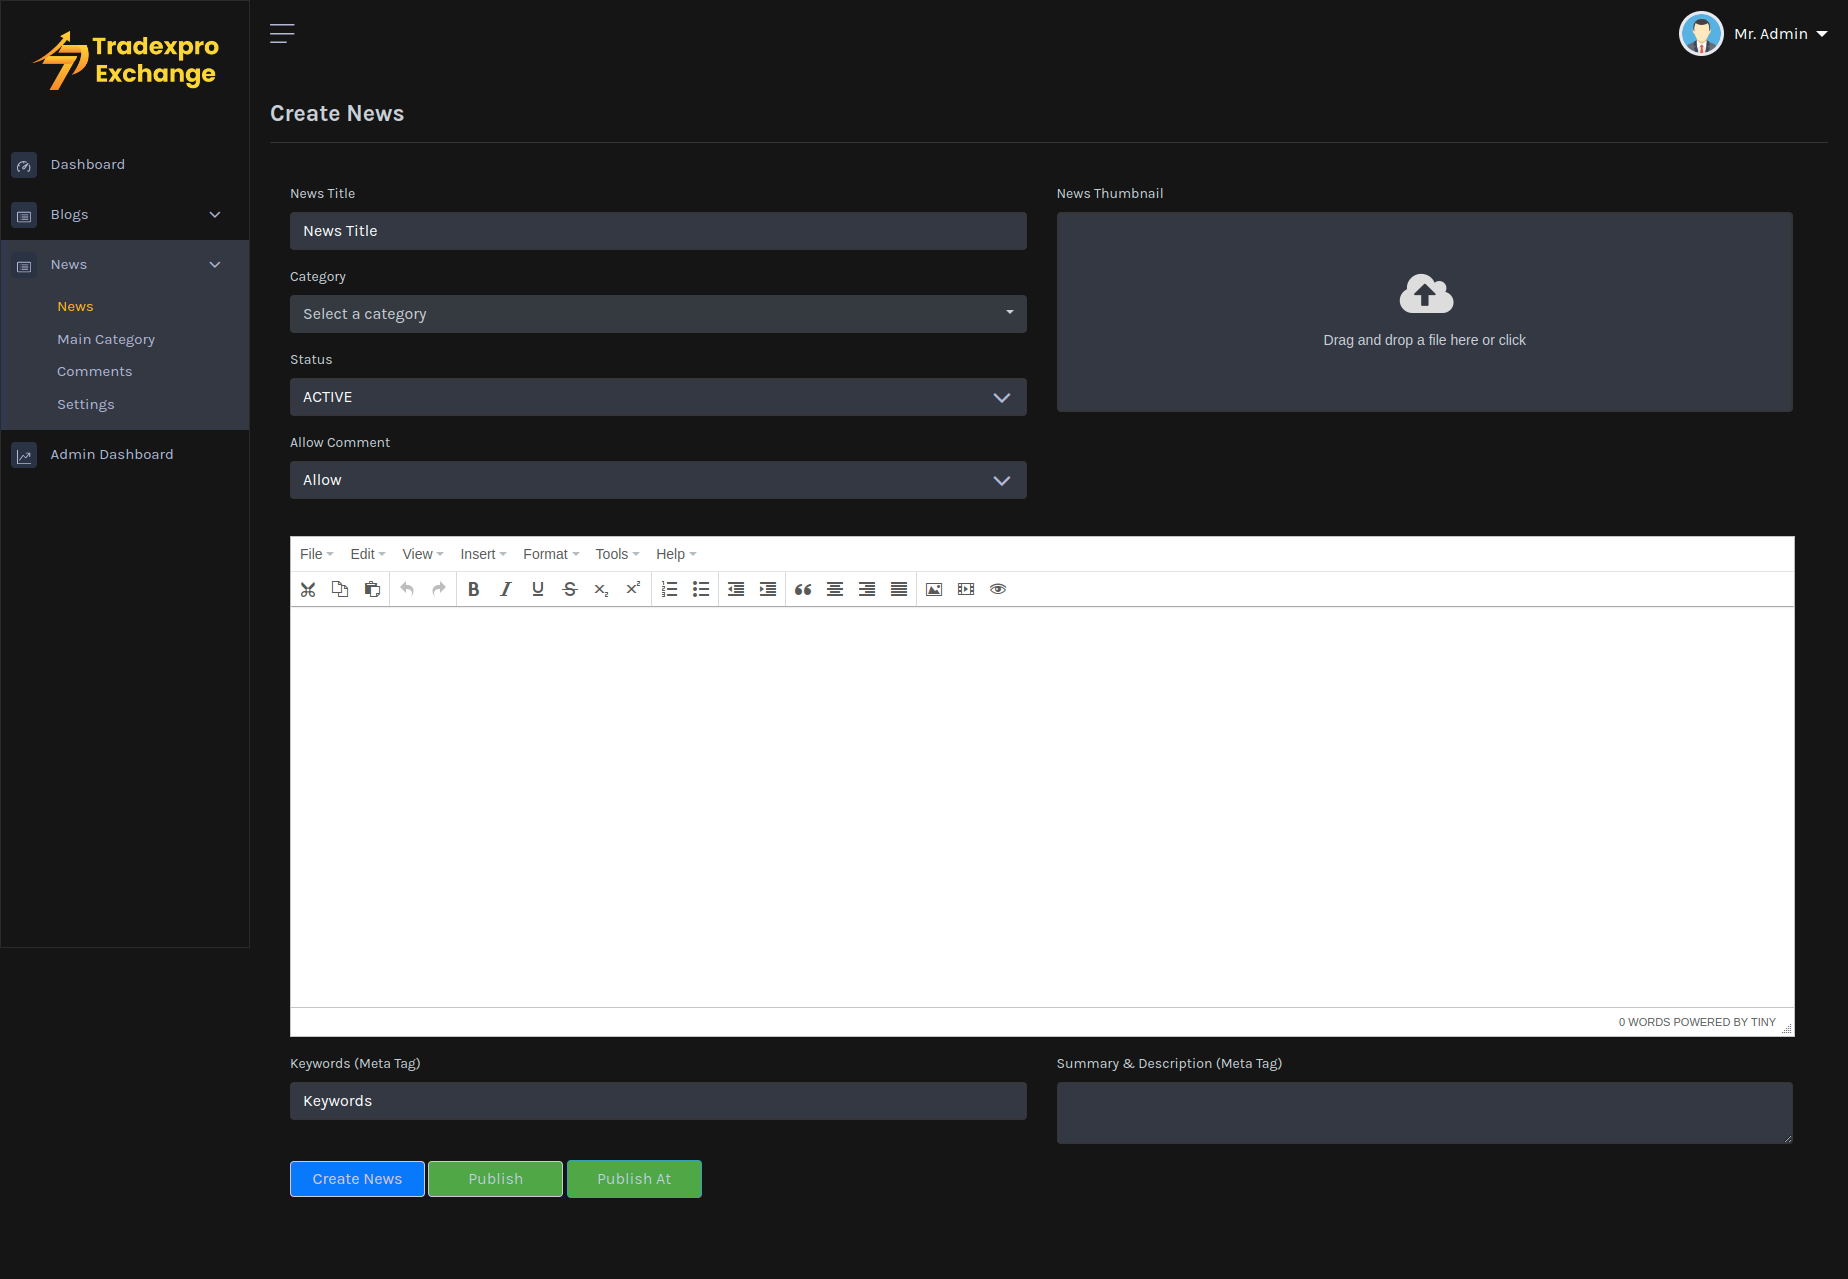 Tradexpro
Exchange
Mr. Admin
Create News
Dashboard
Blogs
News
News
Main Category
Comments
Settings
Admin Dashboard
News Title
News Title
Category
Select a category
Status
ACTIVE
Allow Comment
Allow
News Thumbnail
Drag and drop a file here or click
File Edit View Insert Format Tools Help
0 WORDS POWERED BY TINY
Keywords (Meta Tag)
Keywords
Summary & Description (Meta Tag)
Create News Publish Publish At